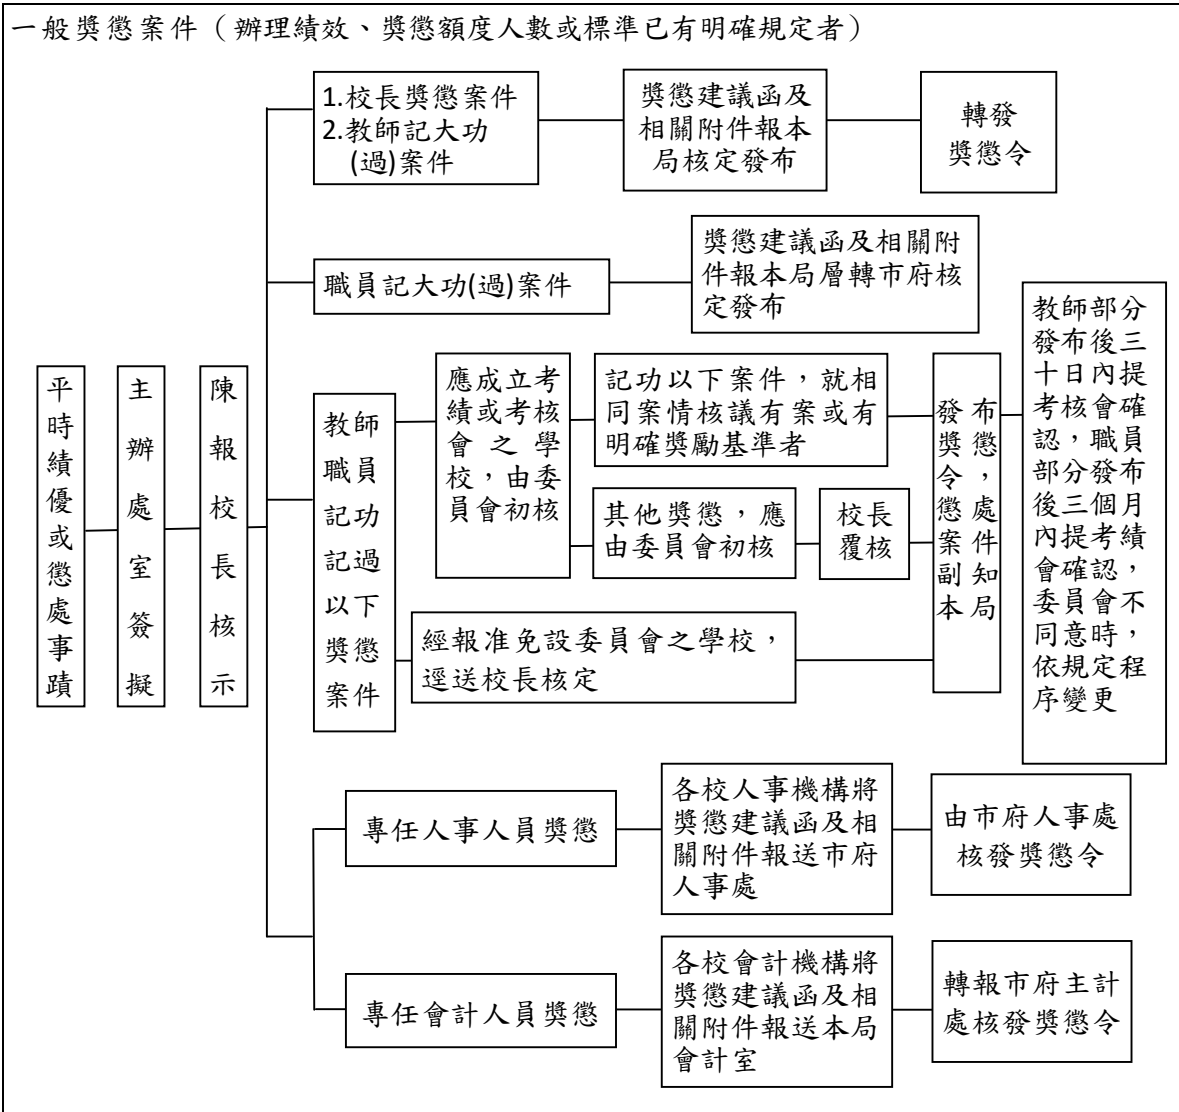 一般獎懲案件（辦理績效、獎懲額度人數或標準已有明確規定者）
平時績優或懲處事蹟
主辦處室簽擬
陳報校長核示
1.校長獎懲案件
2.教師記大功
(過)案件
獎懲建議函及
相關附件報本
局核定發布
轉發
獎懲令
職員記大功(過)案件
獎懲建議函及相關附
件報本局層轉市府核
定發布
教師
職員
記功
記過
以下
獎懲
案件
應成立考
績或考核
會之學
校，由委
員會初核
記功以下案件，就相
同案情核議有案或有
明確獎勵基準者
其他獎懲，應
由委員會初核
校長
覆核
經報准免設委員會之學校，
逕送校長核定
發布
獎懲
令，
懲處
案件
副知
本局
教師部分
發布後三
十日內提
考核會確
認，職員
部分發布
後三個月
內提考績
會確認，
委員會不
同意時，
依規定程
序變更
專任人事人員獎懲
各校人事機構將
獎懲建議函及相
關附件報送市府
人事處
由市府人事處
核發獎懲令
專任會計人員獎懲
各校會計機構將
獎懲建議函及相
關附件報送本局
會計室
轉報市府主計
處核發獎懲令